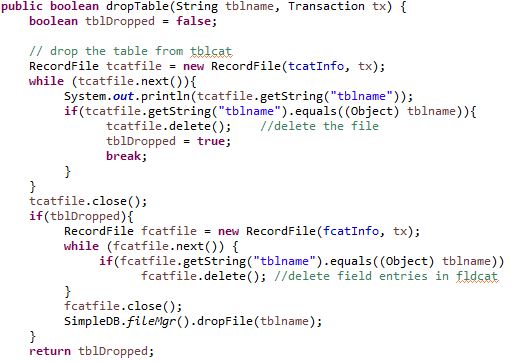 public boolean dropTable(String tblname, Transaction tx) {
    boolean tblDropped = false;

    // drop the table from tblcat
    RecordFile tcatfile = new RecordFile(tcatInfo, tx);
    while (tcatfile.next()){
        System.out.println(tcatfile.getString("tblname"));
        if(tcatfile.getString("tblname").equals((Object) tblname)){
            tcatfile.delete();    //delete the file
            tblDropped = true;
            break;
        }
    }
    tcatfile.close();
    if(tblDropped){
        RecordFile fcatfile = new RecordFile(fcatInfo, tx);
        while (fcatfile.next()) {
            if(fcatfile.getString("tblname").equals((Object) tblname))
                fcatfile.delete(); //delete field entries in fldcat
        }
        fcatfile.close();
        SimpleDB.fileMgr().dropFile(tblname);
    }
    return tblDropped;